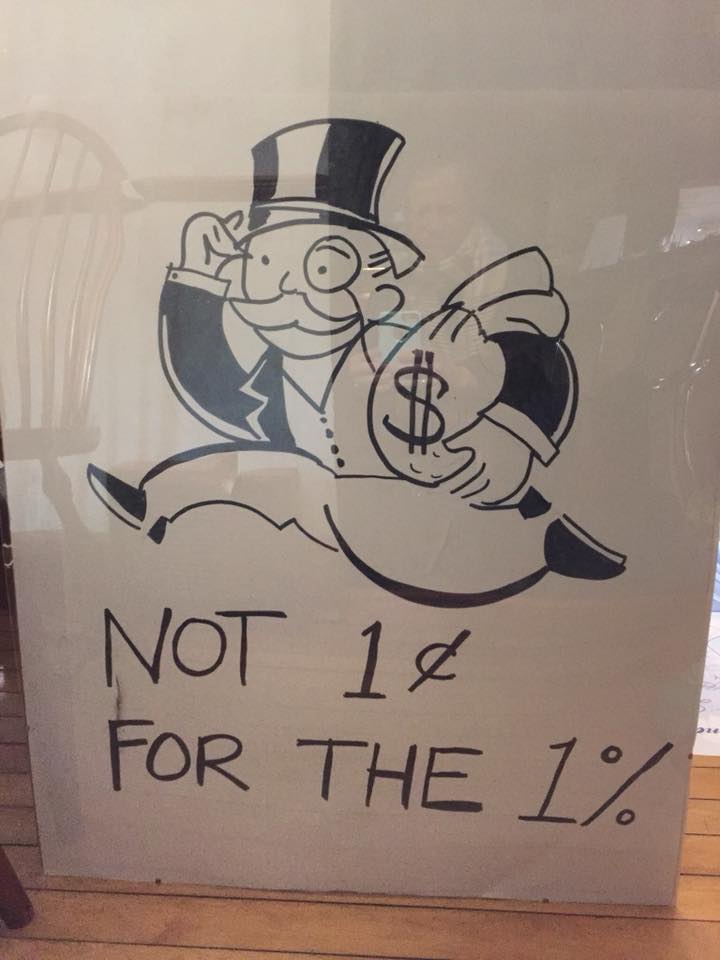 $
NOT 1¢
FOR THE 1%